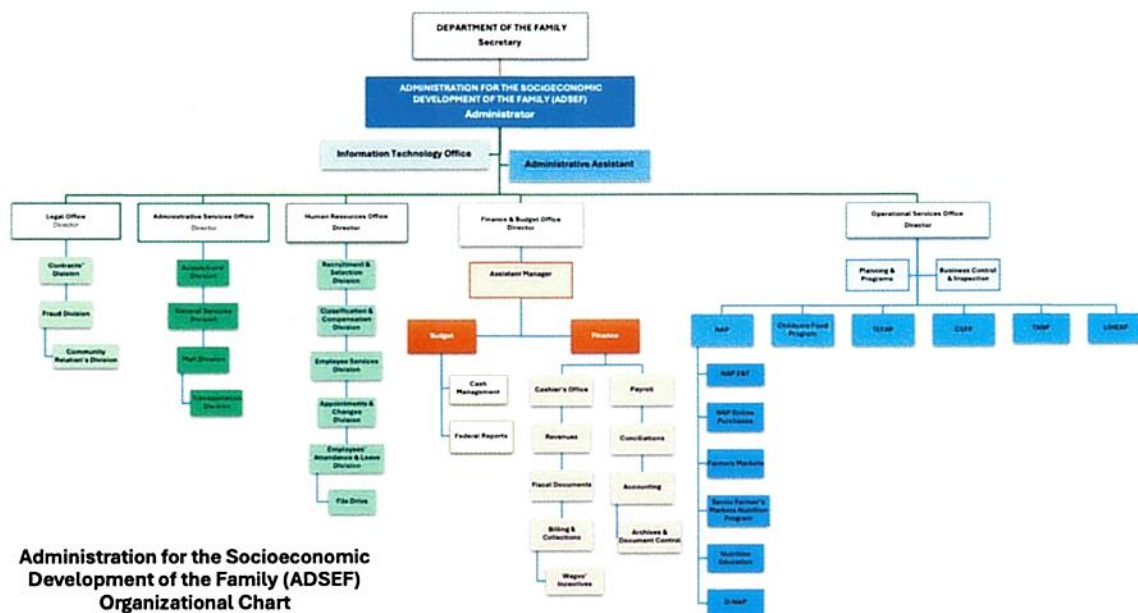 DEPARTMENT OF THE FAMILY
Secretary
ADMINISTRATION FOR THE SOCIOECONOMIC
DEVELOPMENT OF THE FAMILY (ADSEF)
Administrator
Information Technology Office
Administrative Assistant
Legal Office
Director
Administrative Services Office
Director
Human Resources Office
Director
Finance & Budget Office
Director
Operational Services Office
Director
Contracts'
Division
Fraud Division
Community
Relation's Division
Acquisitions'
Division
General Services
Division
Mail Division
Transportation
Division
Recruitment &
Selection
Division
Classification &
Compensation
Division
Employee Services
Division
Appointments &
Changes
Division
Employees'
Attendance & Leave
Division
File Drive
Assistant Manager
Budget
Finance
Cash
Management
Federal Reports
Cashier's Office
Revenues
Fiscal Documents
Billing &
Collections
Wages'
Incentives
Payroll
Conciliations
Accounting
Archives &
Document Control
Planning &
Programs
Business Control
& Inspection
NAP
Childcare Food
Program
TEFAP
CSFP
TANF
LIHEAP
NAP E&T
NAP Online
Purchases
Farmers Markets
Senior Farmer's
Markets Nutrition
Program
Nutrition
Education
D-NAP
Administration for the Socioeconomic
Development of the Family (ADSEF)
Organizational Chart